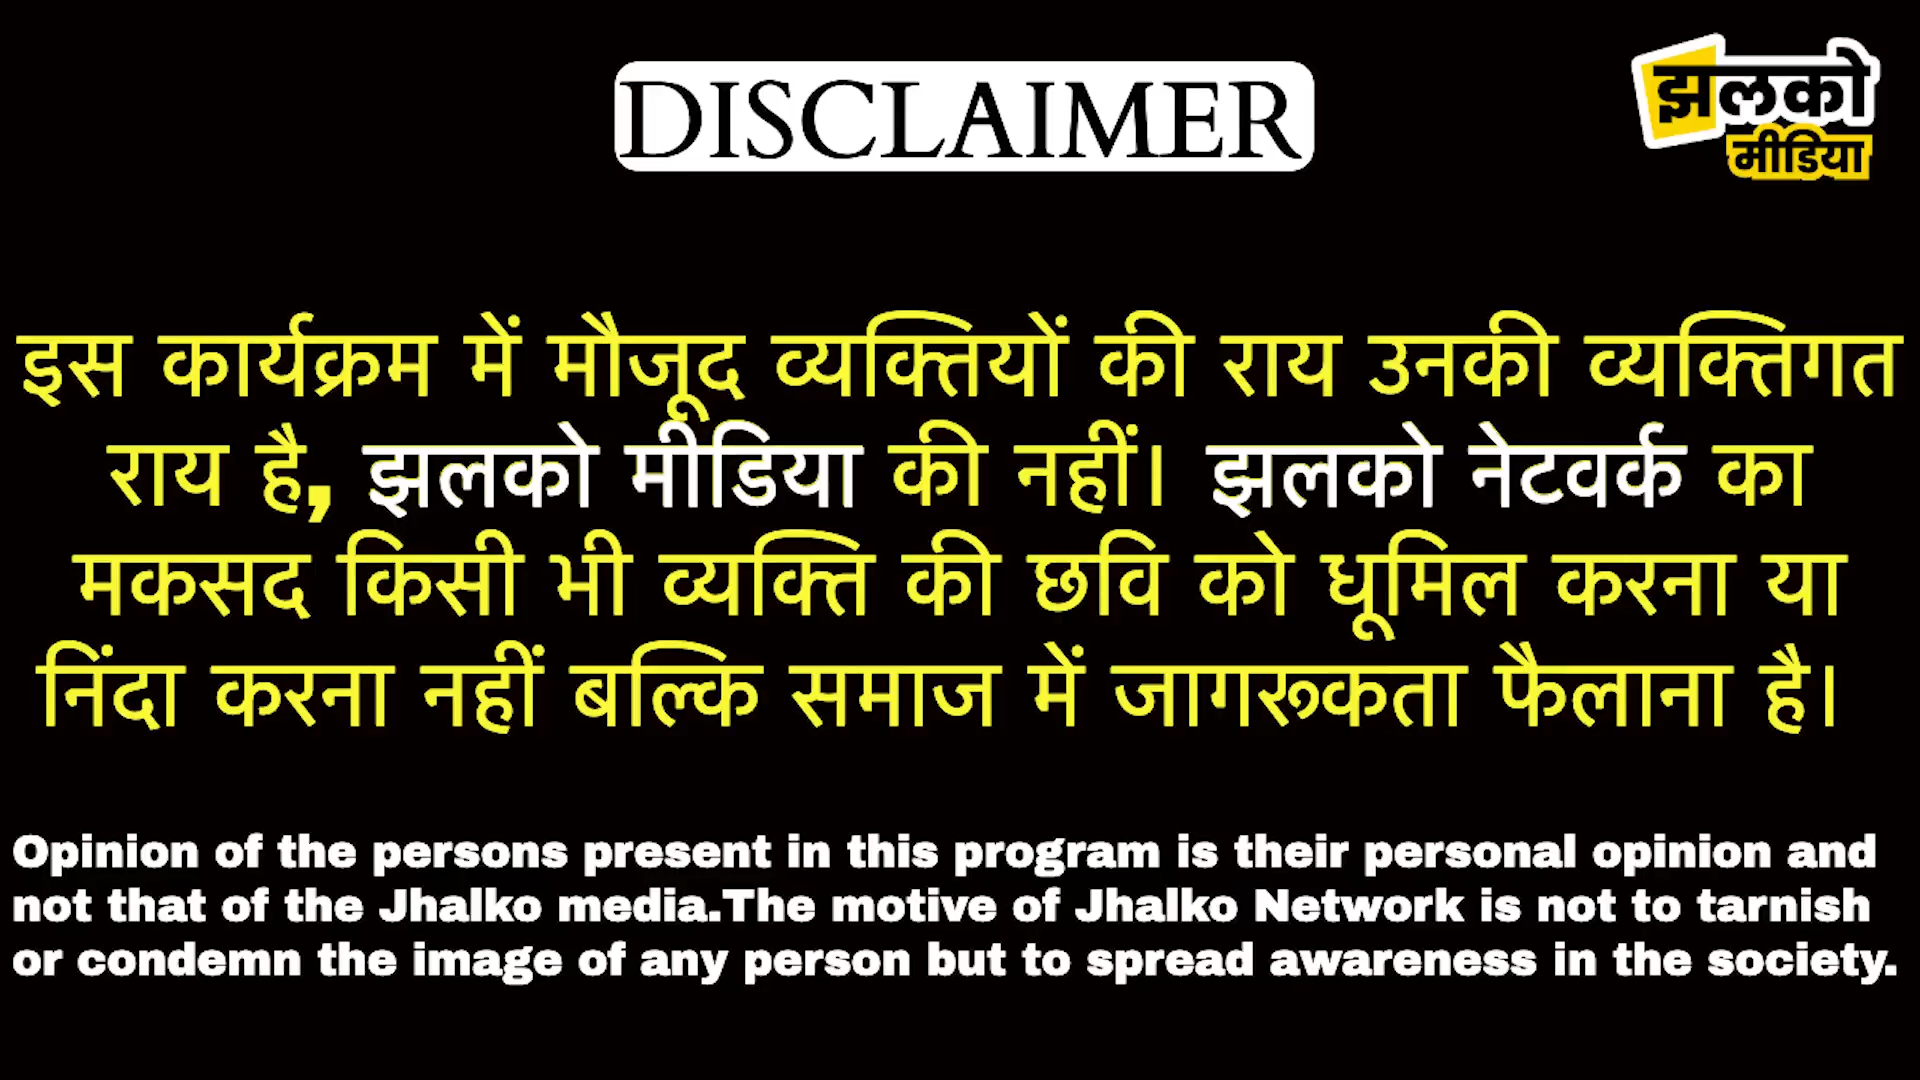 DISCLAIMER
झलको
मीडिया
इस कार्यक्रम में मौजूद व्यक्तियों की राय उनकी व्यक्तिगत
राय है, झलको मीडिया की नहीं। झलको नेटवर्क का
मकसद किसी भी व्यक्ति की छवि को धूमिल करना या
निंदा करना नहीं बल्कि समाज में जागरूकता फैलाना है।
Opinion of the persons present in this program is their personal opinion and
not that of the Jhalko media.The motive of Jhalko Network is not to tarnish
or condemn the image of any person but to spread awareness in the society.